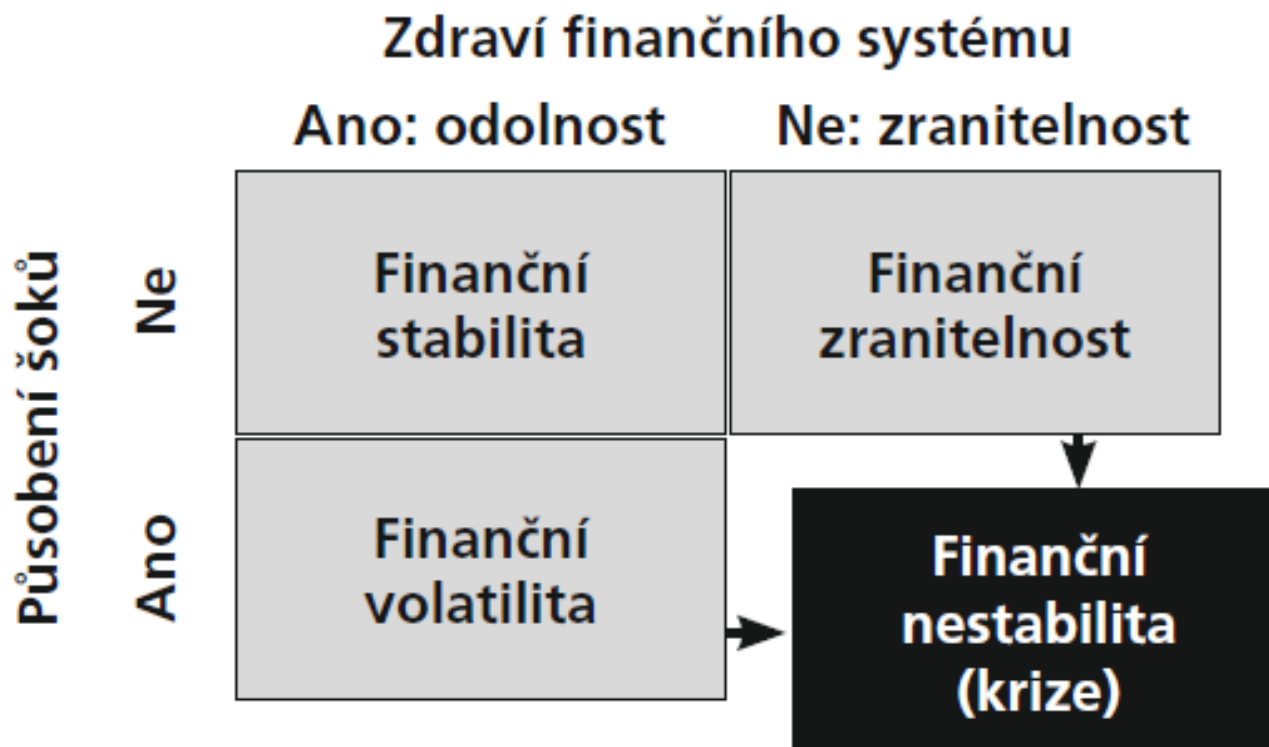 Zdraví finančního systému
Ano: odolnost
Ne: zranitelnost
Působení šoků
Ne
Finanční
stabilita
Finanční
zranitelnost
Ano
Finanční
volatilita
Finanční
nestabilita
(krize)